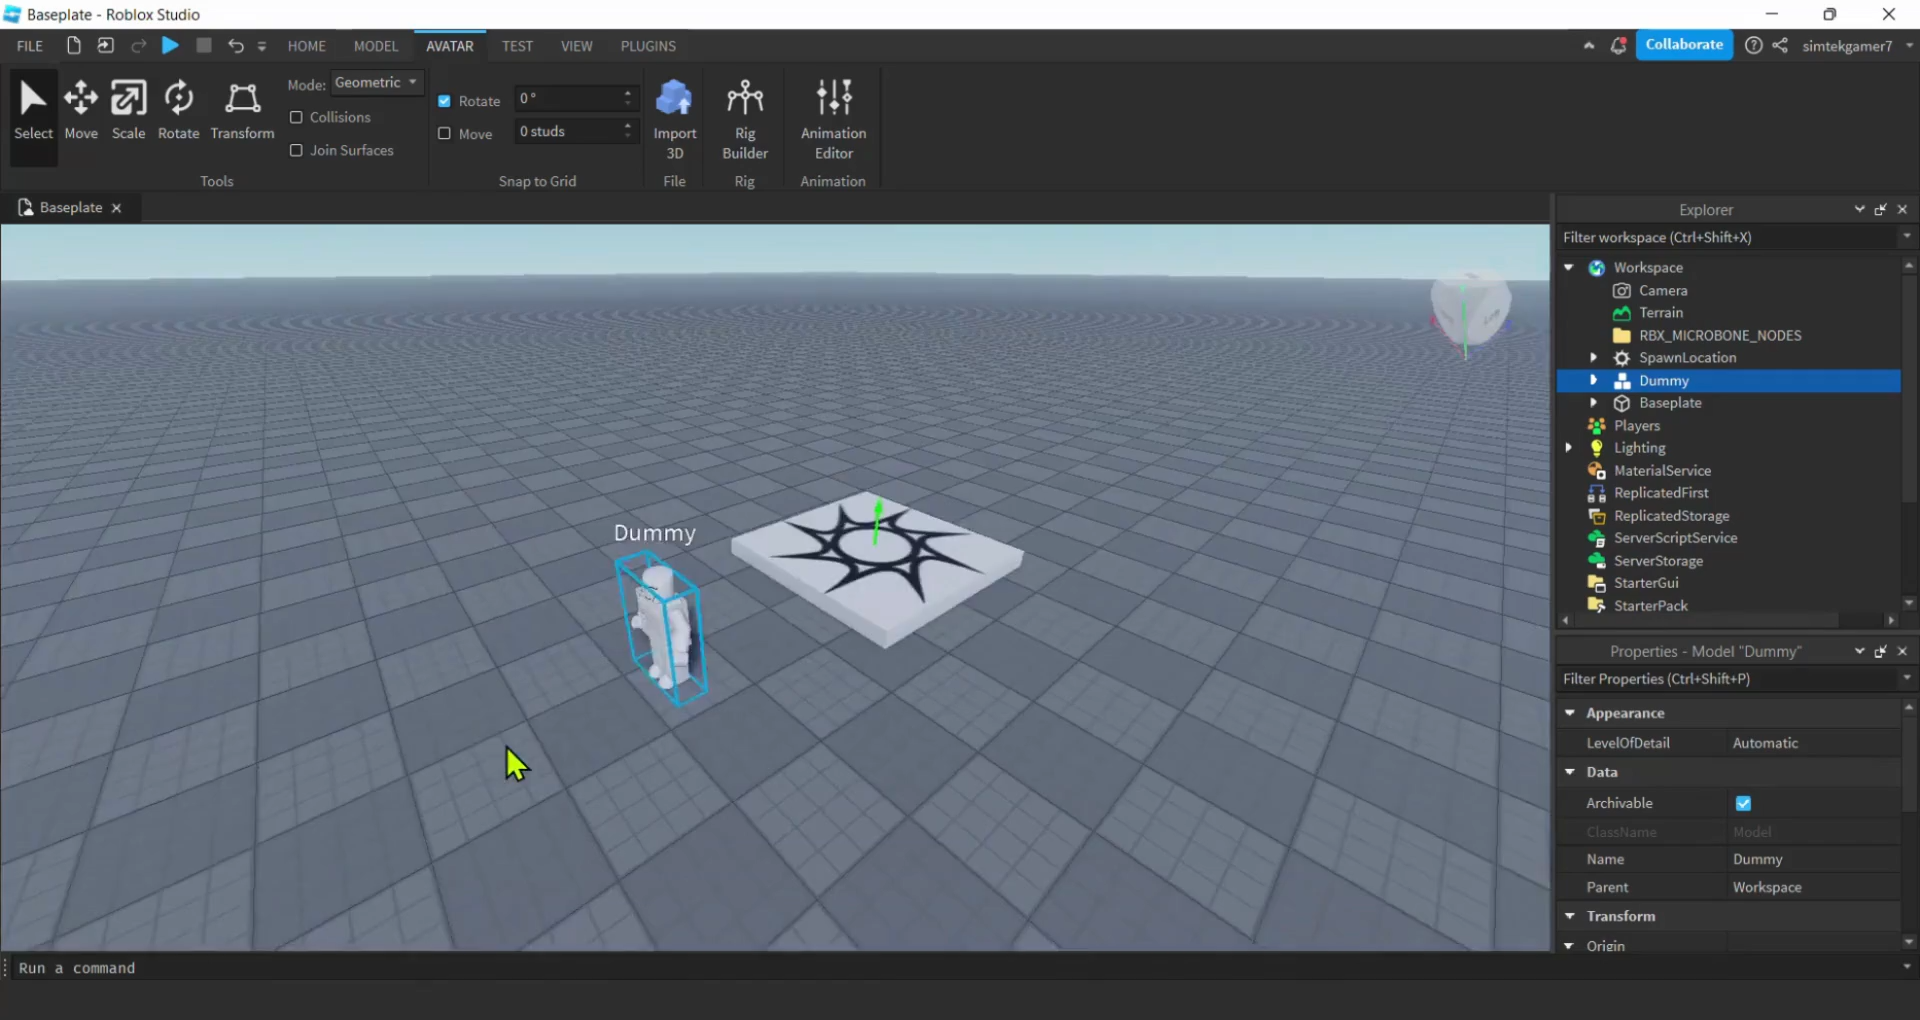 Baseplate - Roblox Studio
FILE
HOME
MODEL
AVATAR
TEST
VIEW
PLUGINS
Collaborate
simtekgamer7
Select
Move
Scale
Rotate
Transform
Mode: Geometric
Collisions
Join Surfaces
Tools
Rotate 0 °
Move 0 studs
Snap to Grid
Import 3D
File
Rig Builder
Rig
Animation Editor
Animation
Baseplate
Dummy
Explorer
Filter workspace (Ctrl+Shift+X)
Workspace
Camera
Terrain
RBX_MICROBONE_NODES
SpawnLocation
Dummy
Baseplate
Players
Lighting
MaterialService
ReplicatedFirst
ReplicatedStorage
ServerScriptService
ServerStorage
StarterGui
StarterPack
Properties - Model "Dummy"
Filter Properties (Ctrl+Shift+P)
Appearance
LevelOfDetail Automatic
Data
Archivable
ClassName Model
Name Dummy
Parent Workspace
Transform
Origin
Run a command